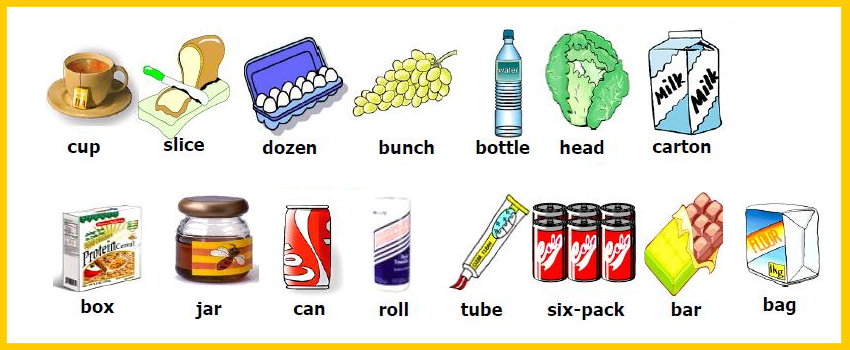 cup
slice
dozen
bunch
water
bottle
head
Milk
Milk
carton
box
Protein Cereal
jar
can
roll
tube
six-pack
bar
FLOUR
1kg.
bag